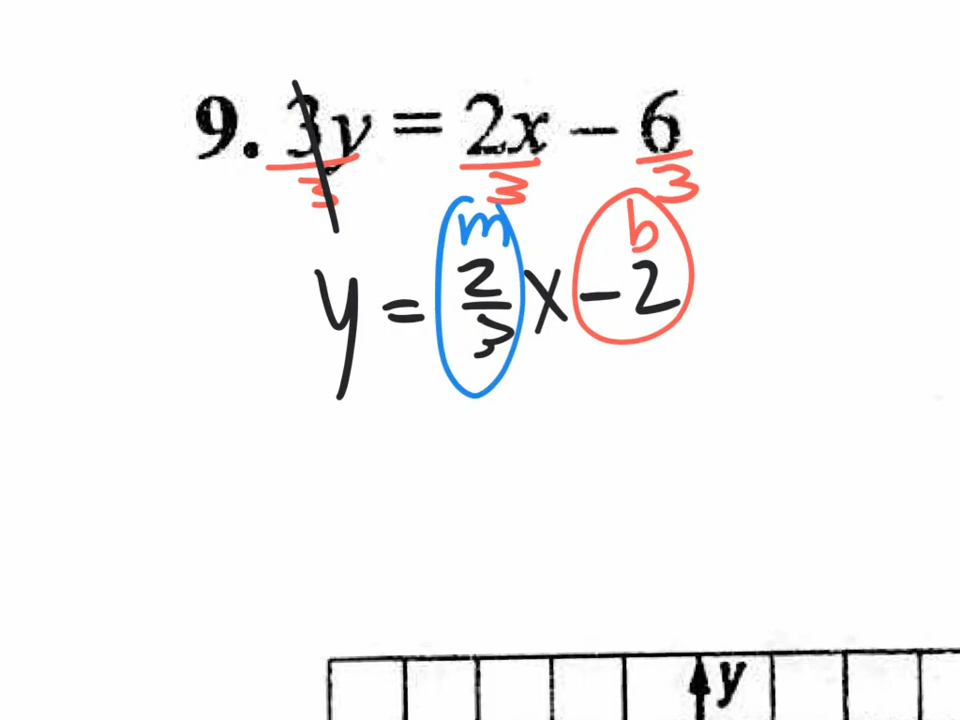 9. 3y = 2x – 6
3 3 3
m b
y = 2/3 x – 2
y